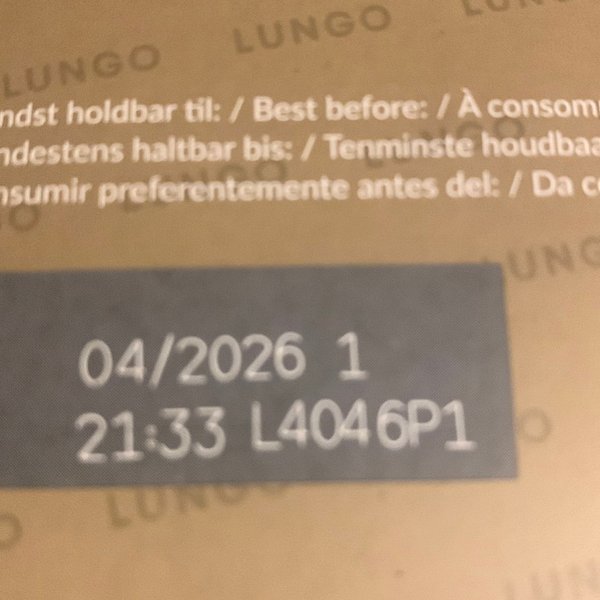 LUNGO LUNGO
ndst holdbar til: / Best before: / À consom
ndestens haltbar bis: / Tenminste houdbaa
nsumir preferentemente antes del: / Da c
04/2026 1
21:33 L4046P1
LUNGO